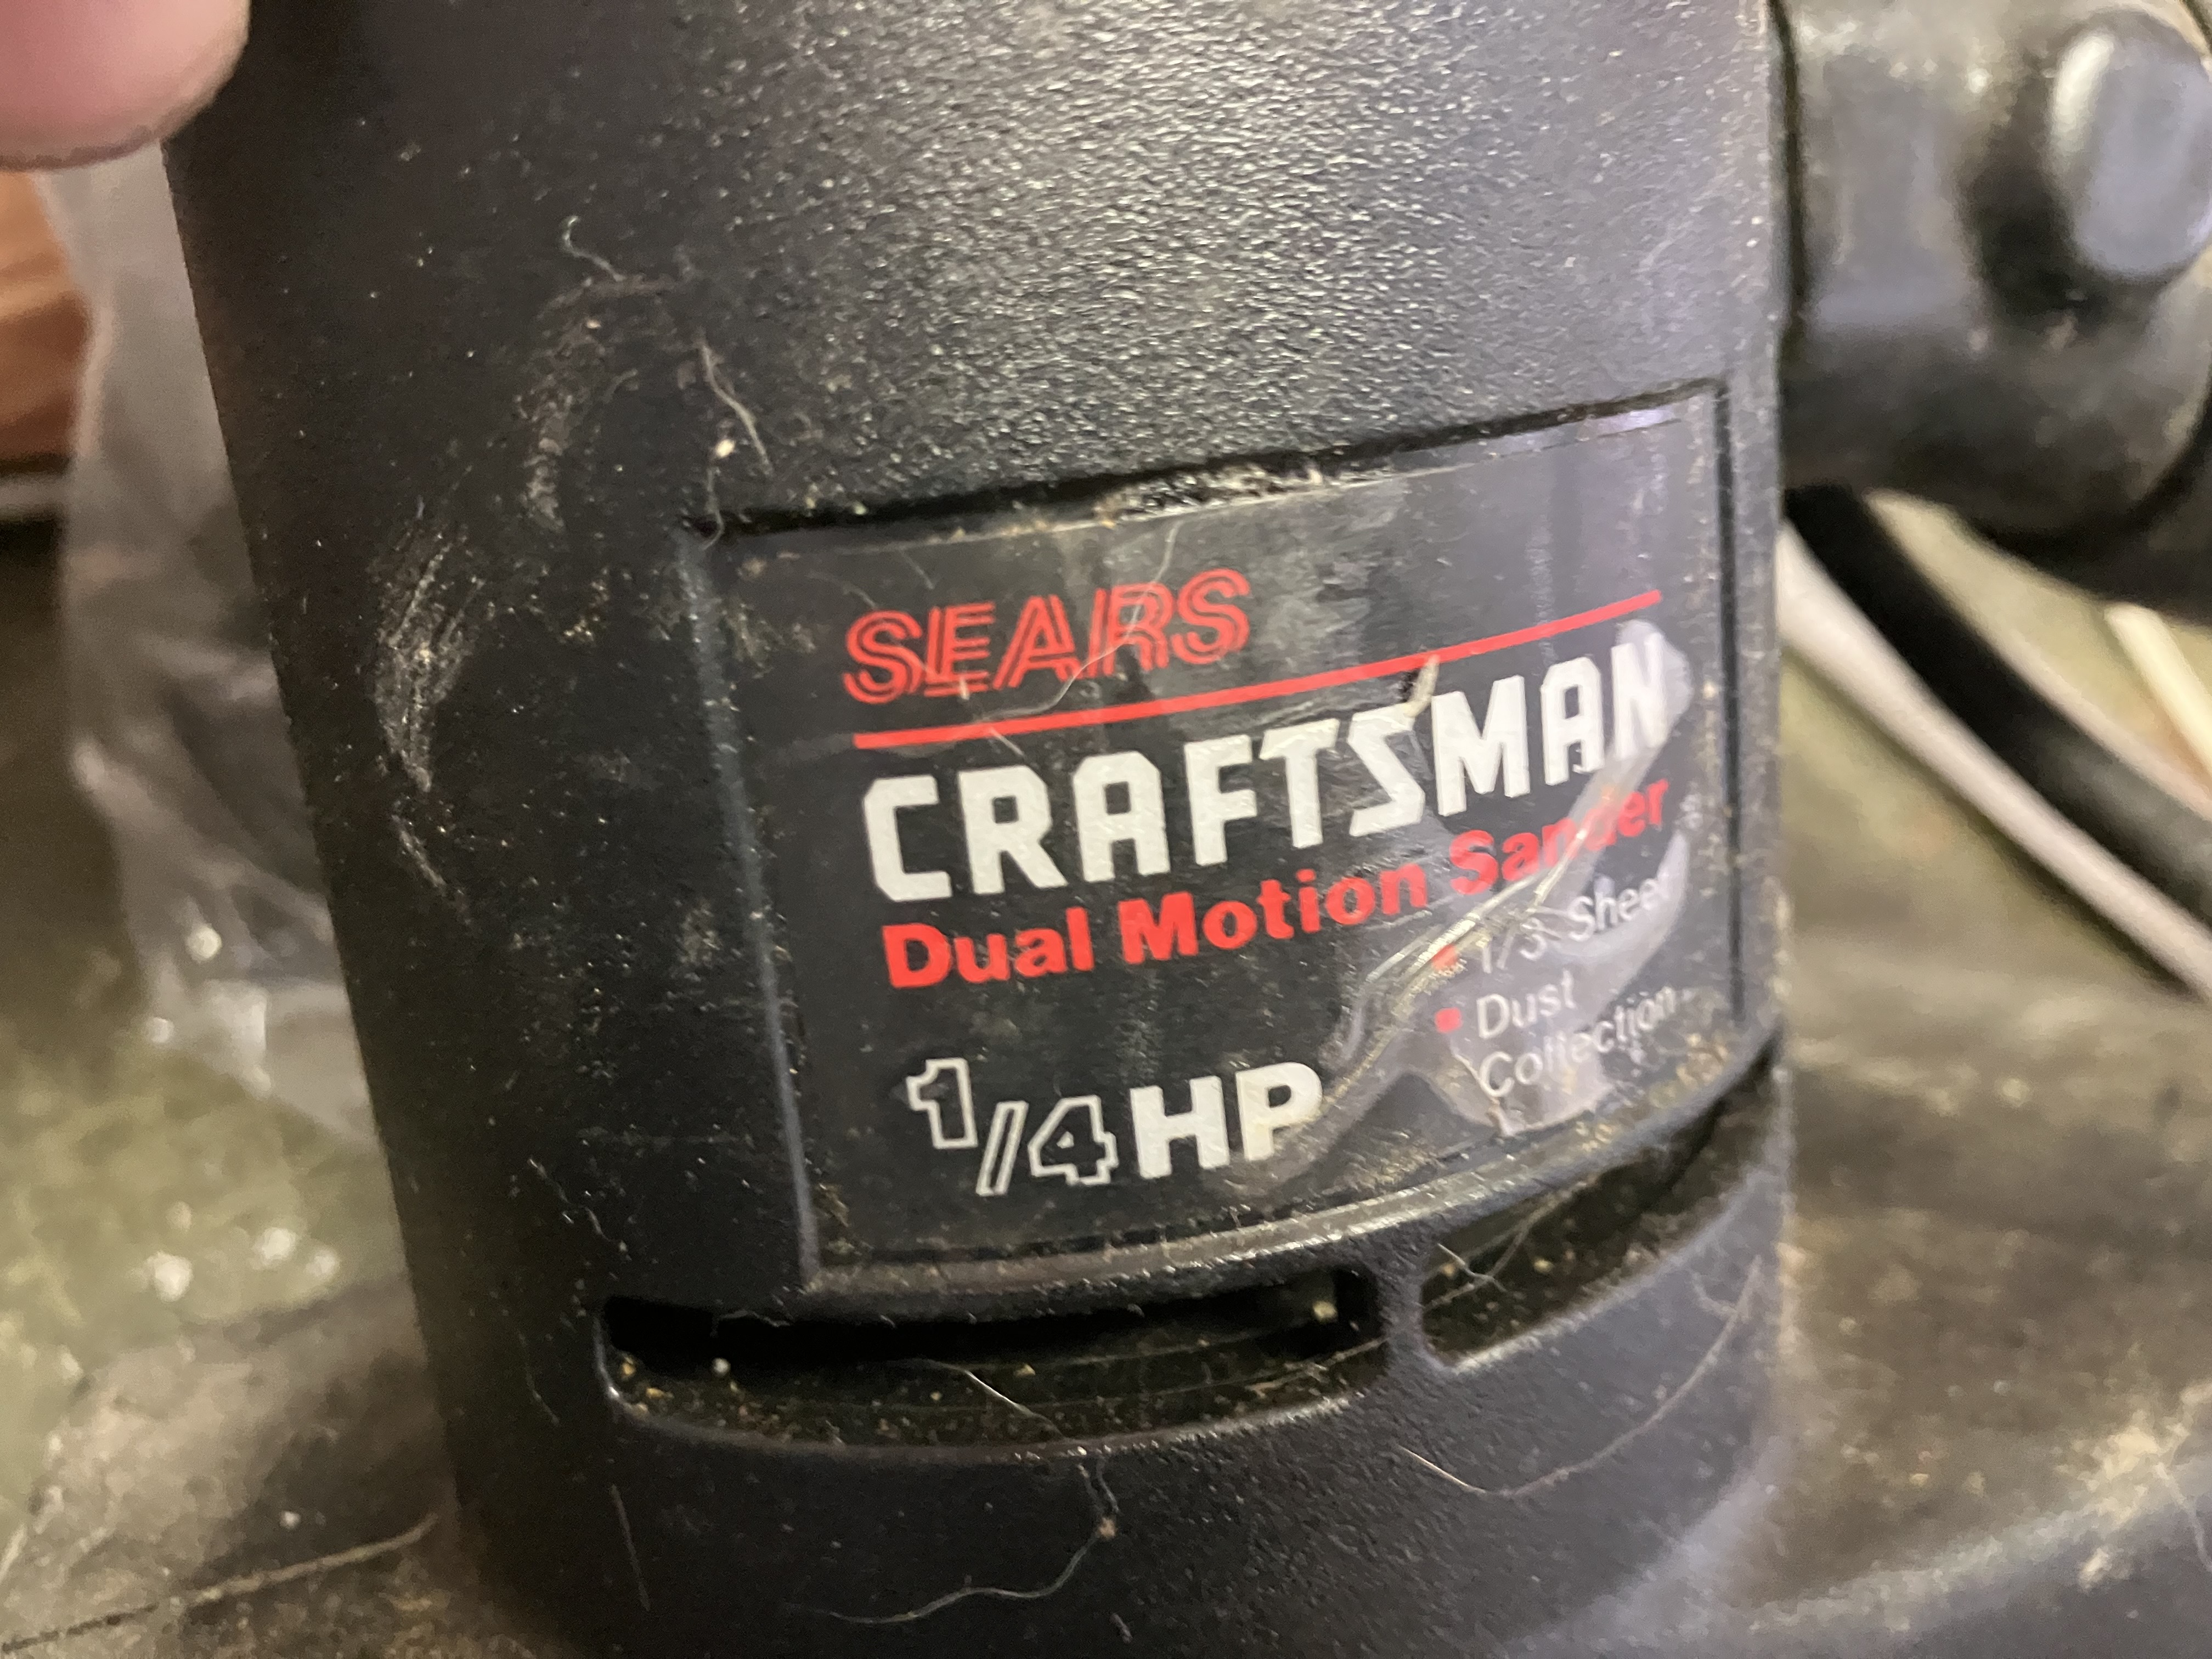 SEARS
CRAFTSMAN
Dual Motion Sander
• 1/3 Sheet
• Dust
Collection
1/4 HP